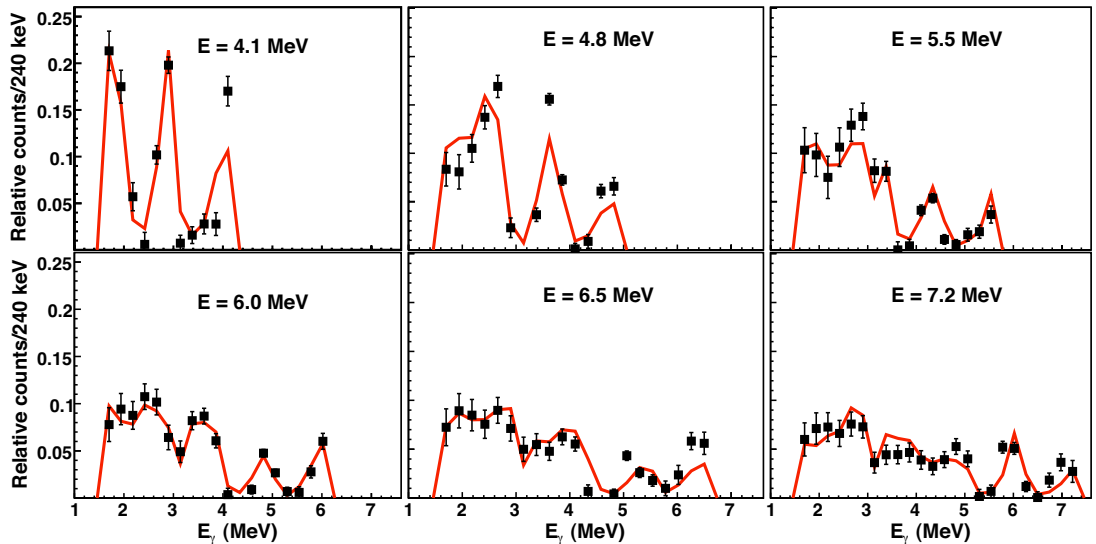 Relative counts/240 keV
0.25
0.2
0.15
0.1
0.05
E = 4.1 MeV
E = 4.8 MeV
E = 5.5 MeV
Relative counts/240 keV
0.25
0.2
0.15
0.1
0.05
E = 6.0 MeV
E = 6.5 MeV
E = 7.2 MeV
1 2 3 4 5 6 7 1 2 3 4 5 6 7 1 2 3 4 5 6 7
Eγ (MeV) Eγ (MeV) Eγ (MeV)